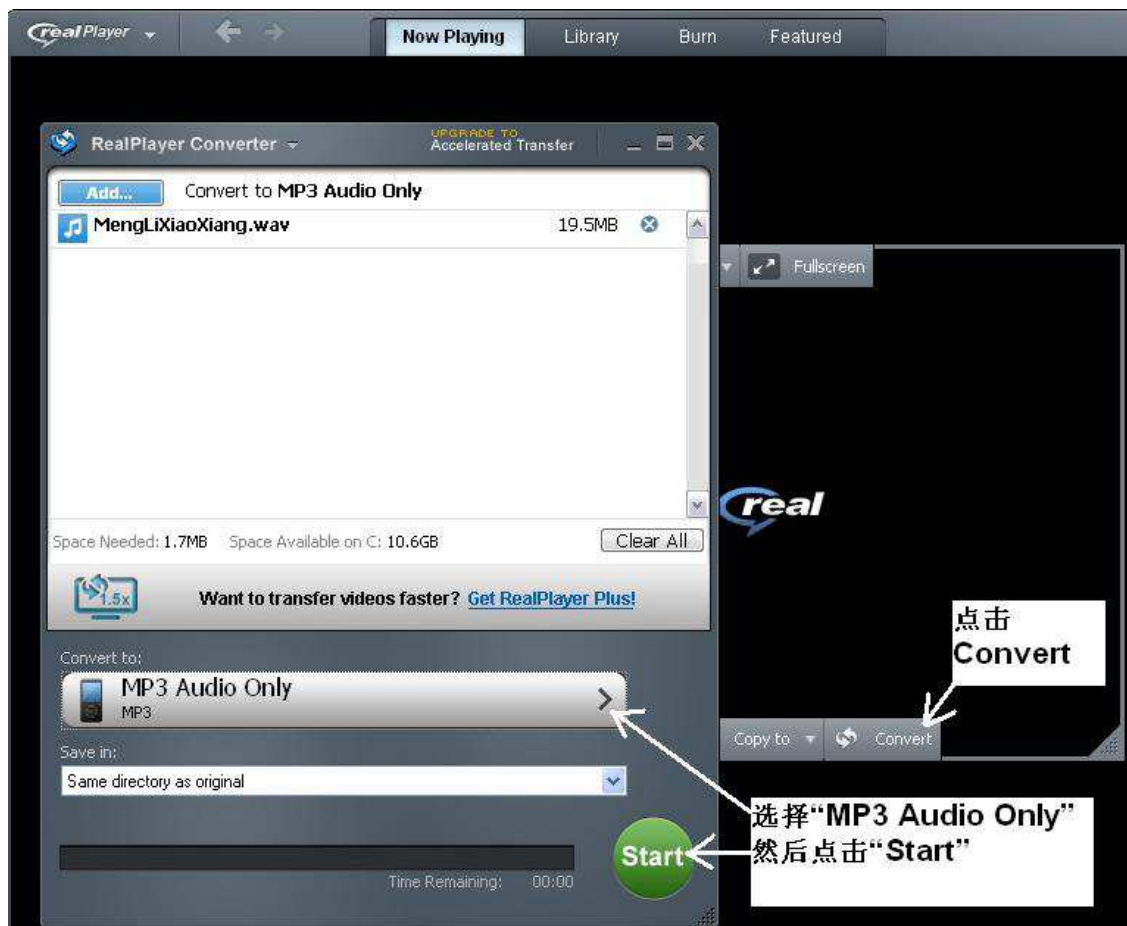 realPlayer
Now Playing Library Burn Featured
RealPlayer Converter
UPGRADE TO
Accelerated Transfer
Add... Convert to MP3 Audio Only
MengLiXiaoXiang.wav 19.5MB
Fullscreen
real
Space Needed: 1.7MB Space Available on C: 10.6GB Clear All
1.5x Want to transfer videos faster? Get RealPlayer Plus!
点击
Convert
Convert to:
MP3 Audio Only
MP3
Copy to Convert
Save in:
Same directory as original
选择“MP3 Audio Only”
然后点击“Start”
Start
Time Remaining: 00:00